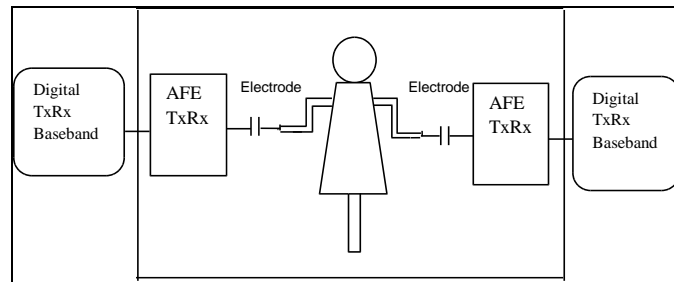 Digital
TxRx
Baseband
AFE
TxRx
Electrode
Electrode
AFE
TxRx
Digital
TxRx
Baseband